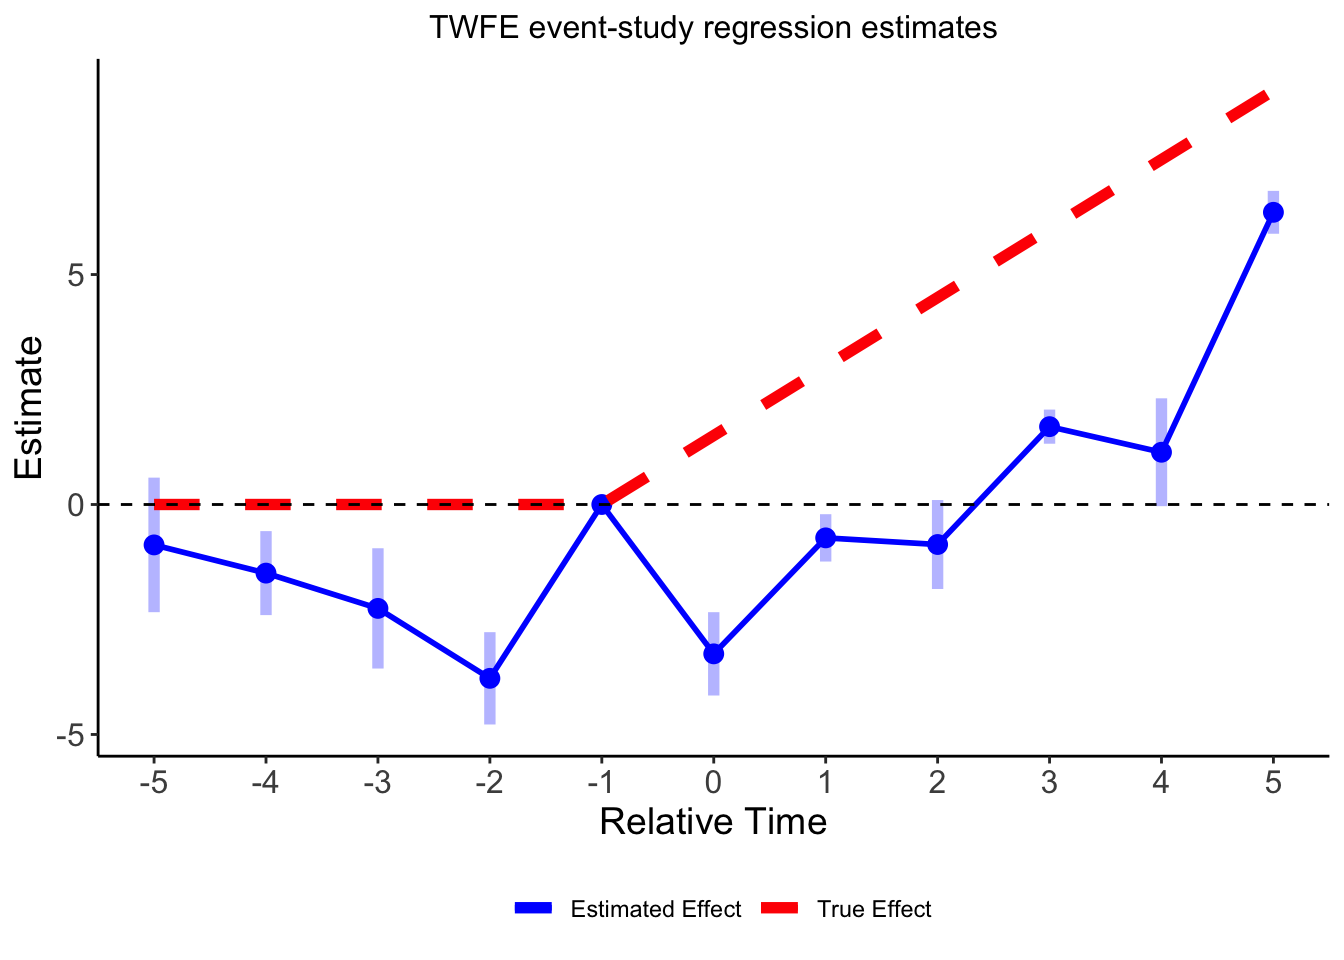 TWFE event-study regression estimates
Estimate
5
0
-5
-5 -4 -3 -2 -1 0 1 2 3 4 5
Relative Time
Estimated Effect True Effect